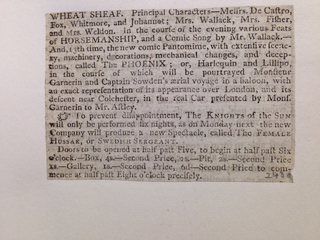 WHEAT SHEAF. Principal Characters—Messrs. De Castro,
Fox, Whitmore, and Johannot; Mrs. Wallack, Mrs. Fisher,
and Mrs. Weldon. In the course of the evening various Feats
of HORSEMANSHIP, and a Comic Song by Mr. Wallack.—
And, 13th time, the new Comic Pantomime, with extensive scene-
ry, machinery, decorations, mechanical changes, and decep-
tions, called The PHOENIX; or, Harlequin and Lillipo,
in the course of which will be pourtrayed Monsieur
Garnerin and Captain Sowden's aerial voyage in a baloon, with
an exact representation of its appearance over London, and its
descent near Colchester, in the real Car presented by Mons.
Garnerin to Mr. Astley.
☞ To prevent disappointment, The KNIGHTS of the SUN
will only be performed six nights, as on Monday next the new
Company will produce a new Spectacle, called The FEMALE
HUSSAR, or SWEDISH SERGEANT.
Doors to be opened at half past Five, to begin at half past Six
o'clock.—Box, 4s.—Second Price, 2s.—Pit, 2s.—Second Price
1s.—Gallery, 1s.—Second Price, 6d.—Second Price to com-
mence at half past Eight o'clock precisely.